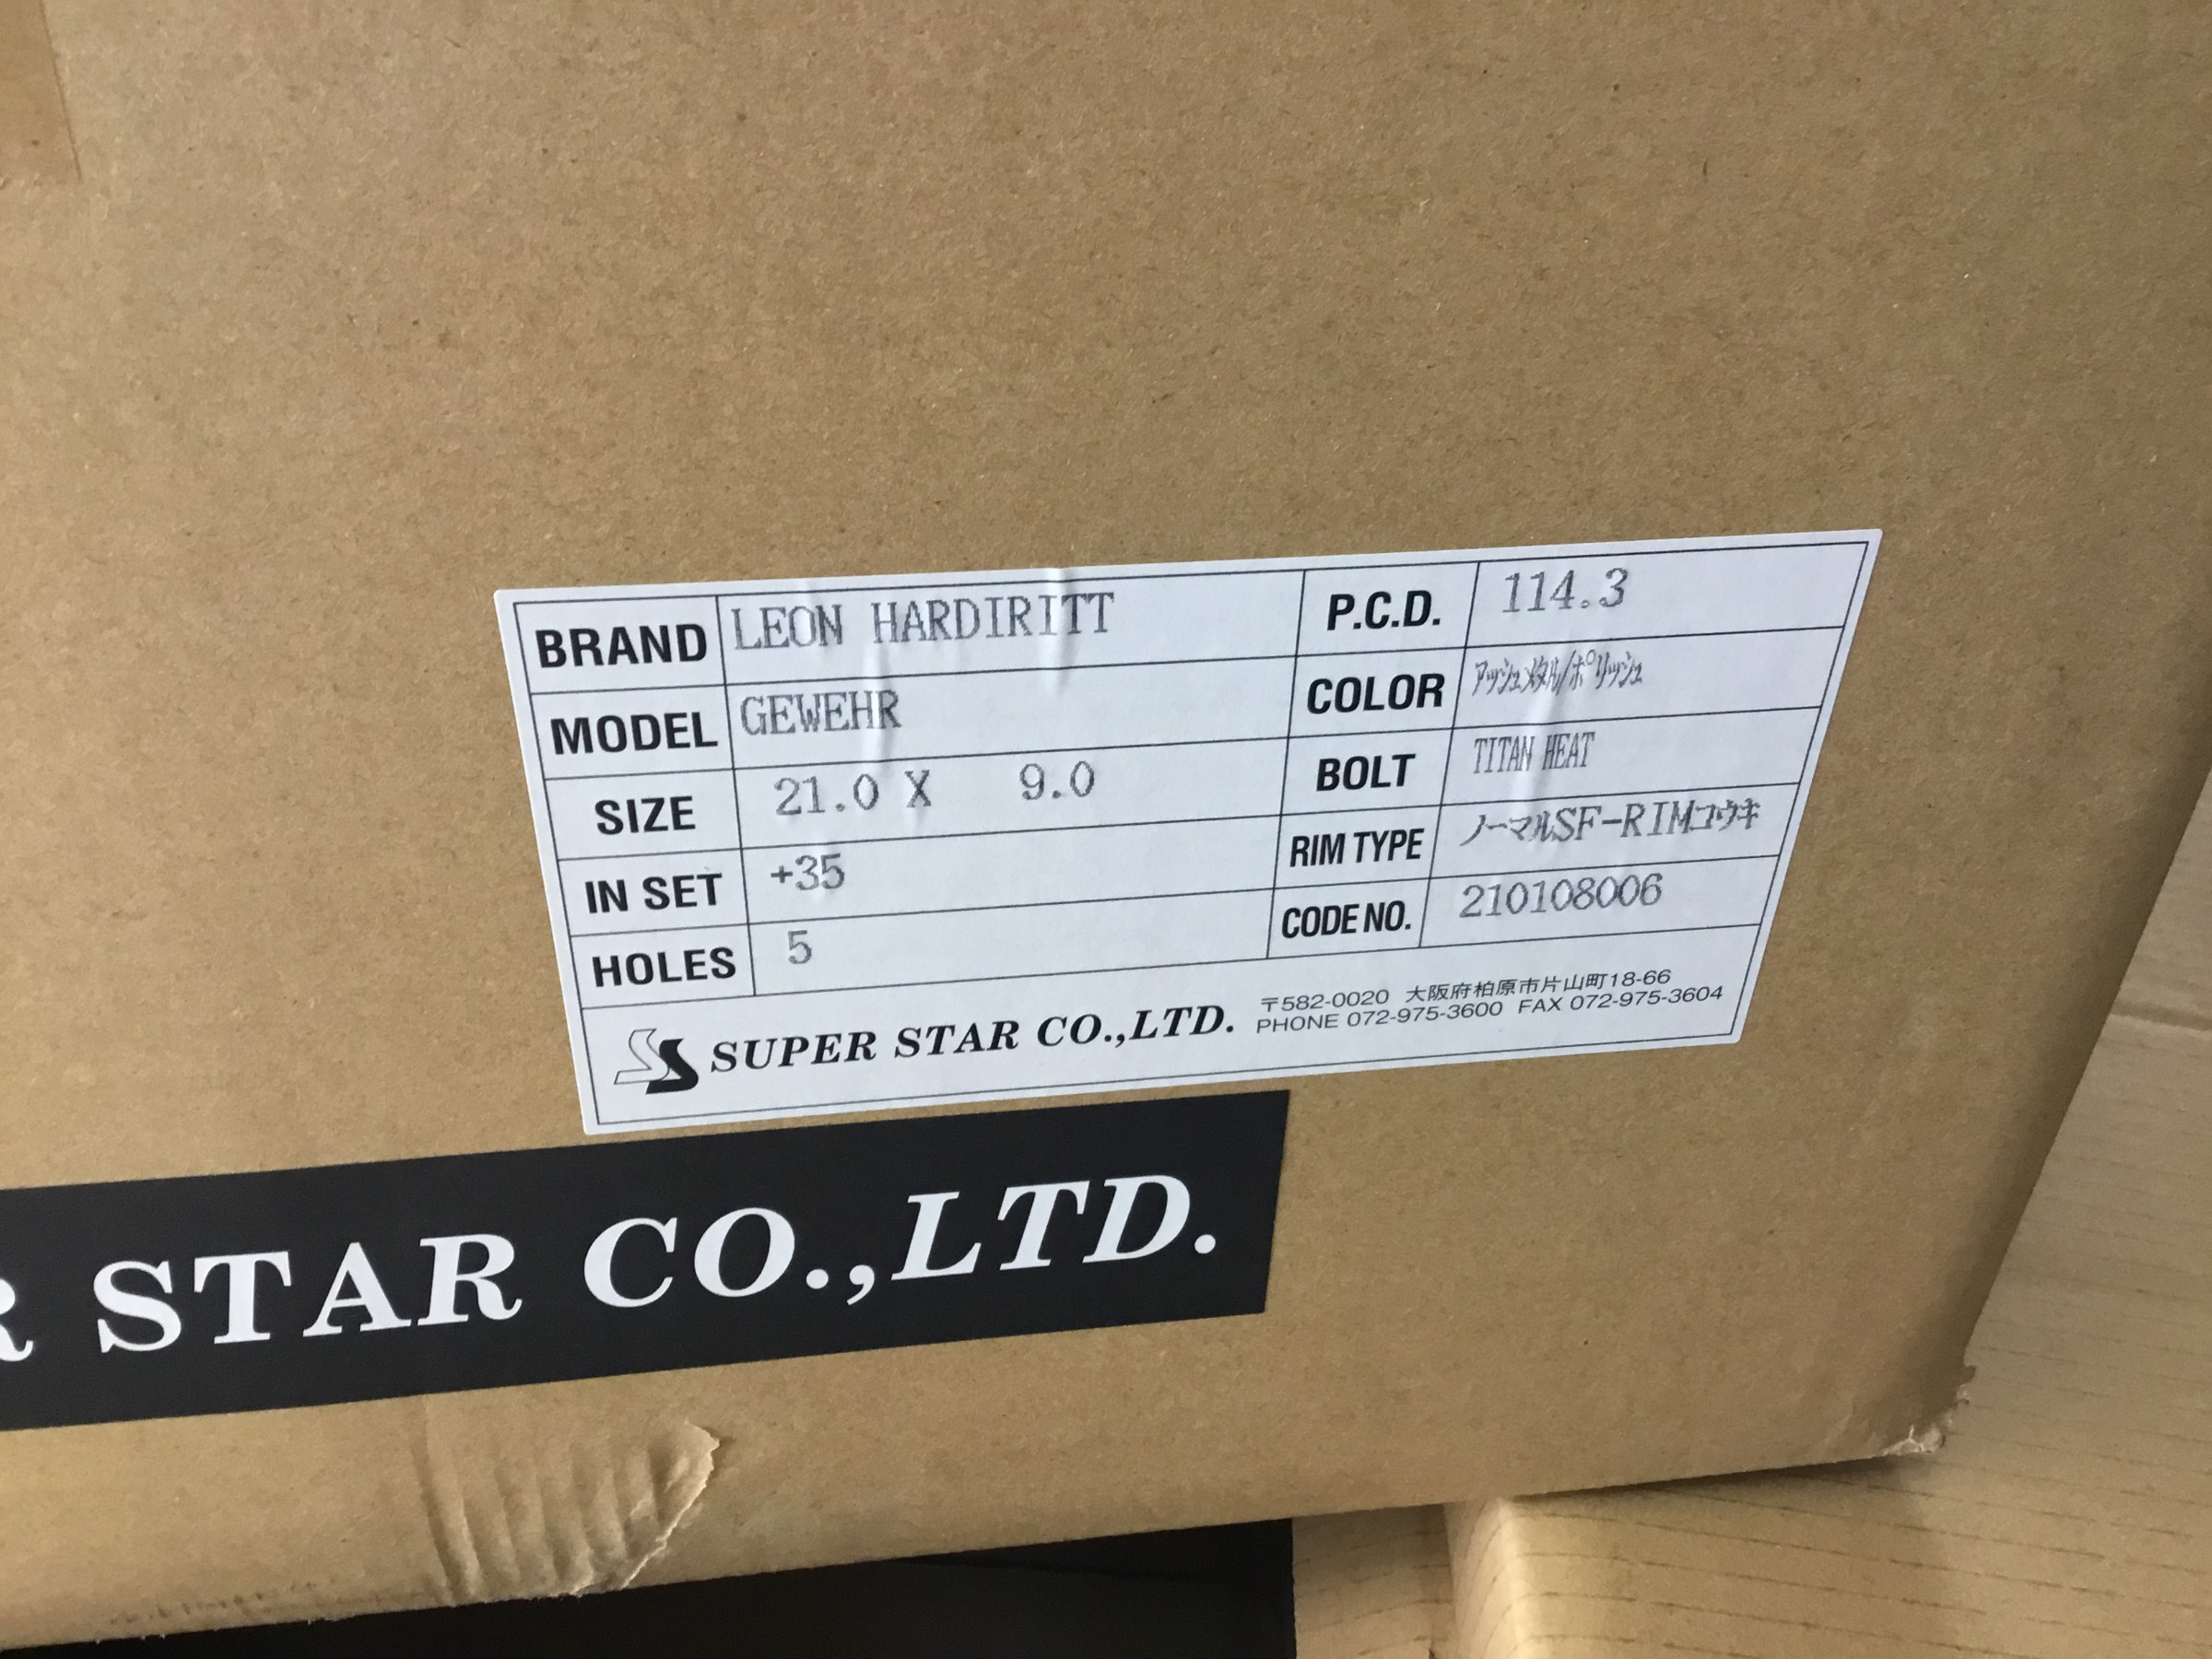 BRAND LEON HARDIRITT P.C.D. 114.3
MODEL GEWEHR COLOR ｱｯｼｭﾒﾀﾙ/ﾎﾟﾘｯｼｭ
SIZE 21.0 X 9.0 BOLT TITAN HEAT
IN SET +35 RIM TYPE ノーマルSF-RIMコウキ
HOLES 5 CODE NO. 210108006
SS SUPER STAR CO.,LTD. 〒582-0020 大阪府柏原市片山町18-66
PHONE 072-975-3600 FAX 072-975-3604
R STAR CO.,LTD.